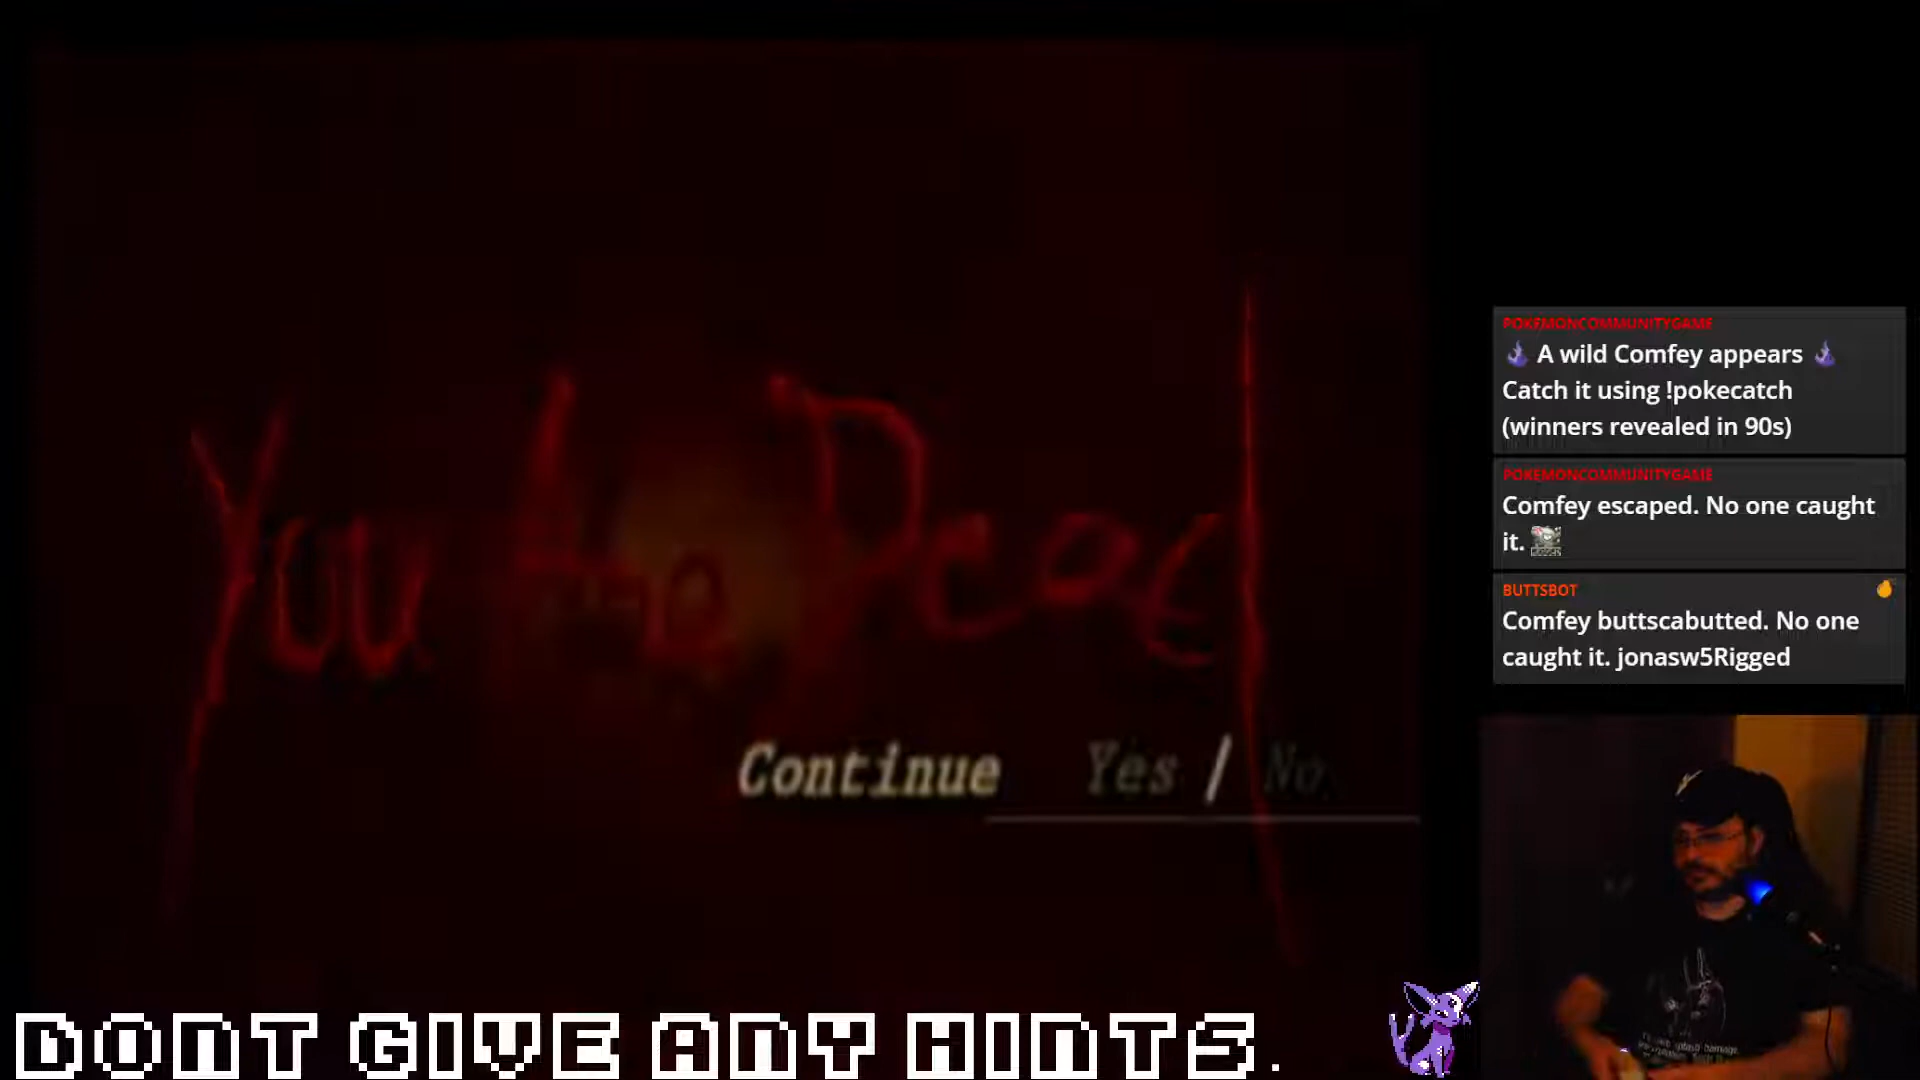 You Are Dead
Continue Yes / No
POKEMONCOMMUNITYGAME
A wild Comfey appears
Catch it using !pokecatch
(winners revealed in 90s)
POKEMONCOMMUNITYGAME
Comfey escaped. No one caught
it.
BUTTSBOT
Comfey buttscabutted. No one
caught it. jonasw5Rigged
DONT GIVE ANY HINTS.